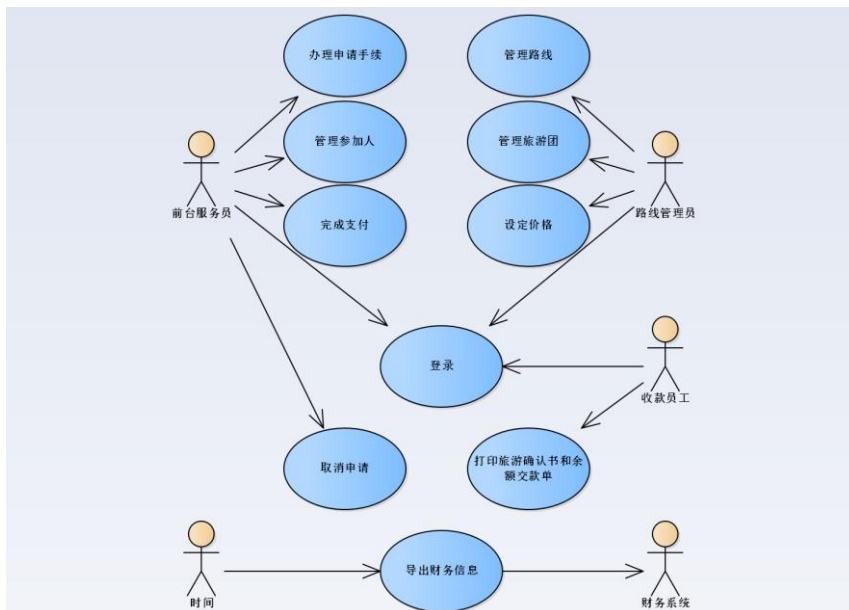 办理申请手续
管理路线
管理参加人
管理旅游团
前台服务员
路线管理员
完成支付
设定价格
登录
收款员工
取消申请
打印旅游确认书和余
额交款单
导出财务信息
时间
财务系统